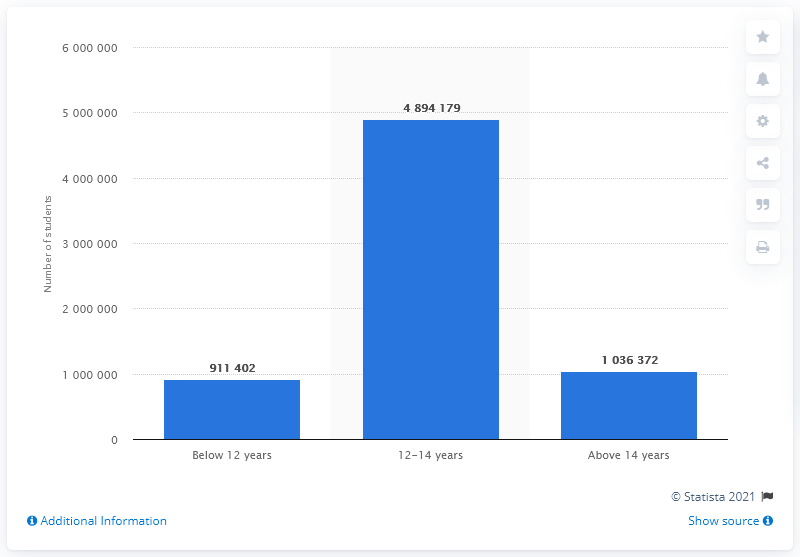 6 000 000
5 000 000
4 000 000
3 000 000
2 000 000
1 000 000
0
Number of students
911 402
4 894 179
1 036 372
Below 12 years
12-14 years
Above 14 years
© Statista 2021
Additional Information
Show source